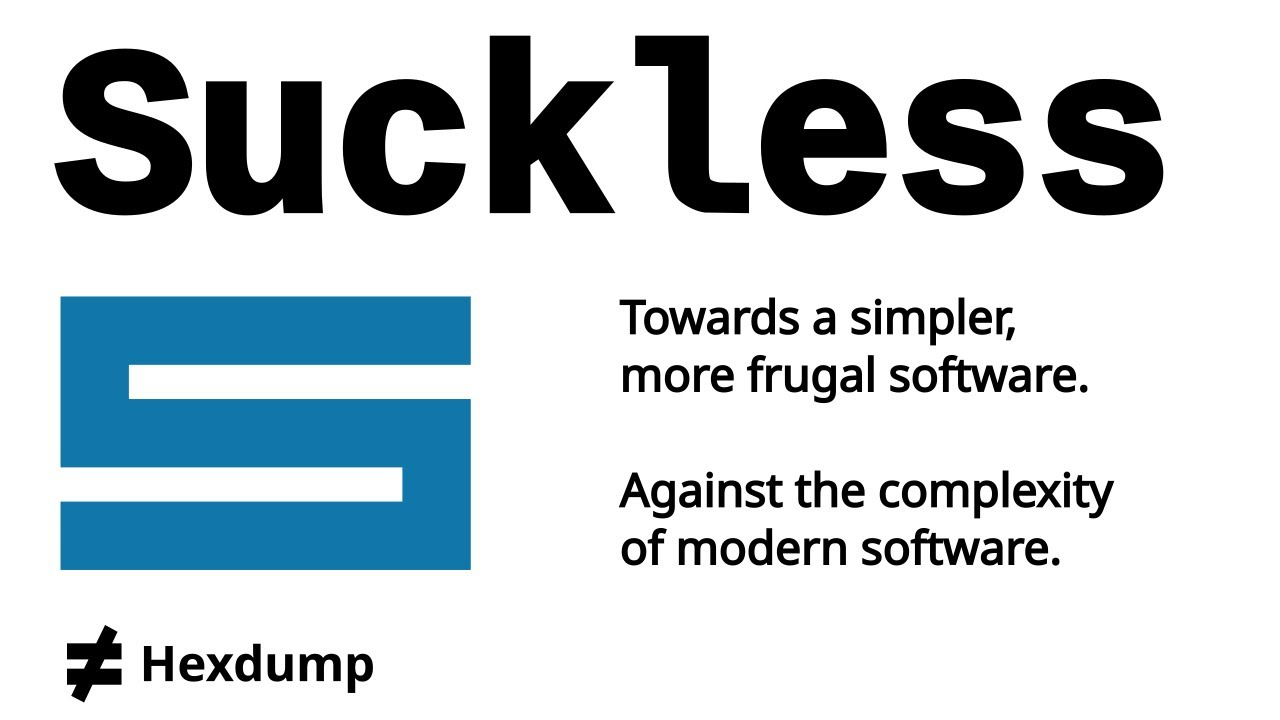 Suckless
Towards a simpler,
more frugal software.
Against the complexity
of modern software.
≠ Hexdump